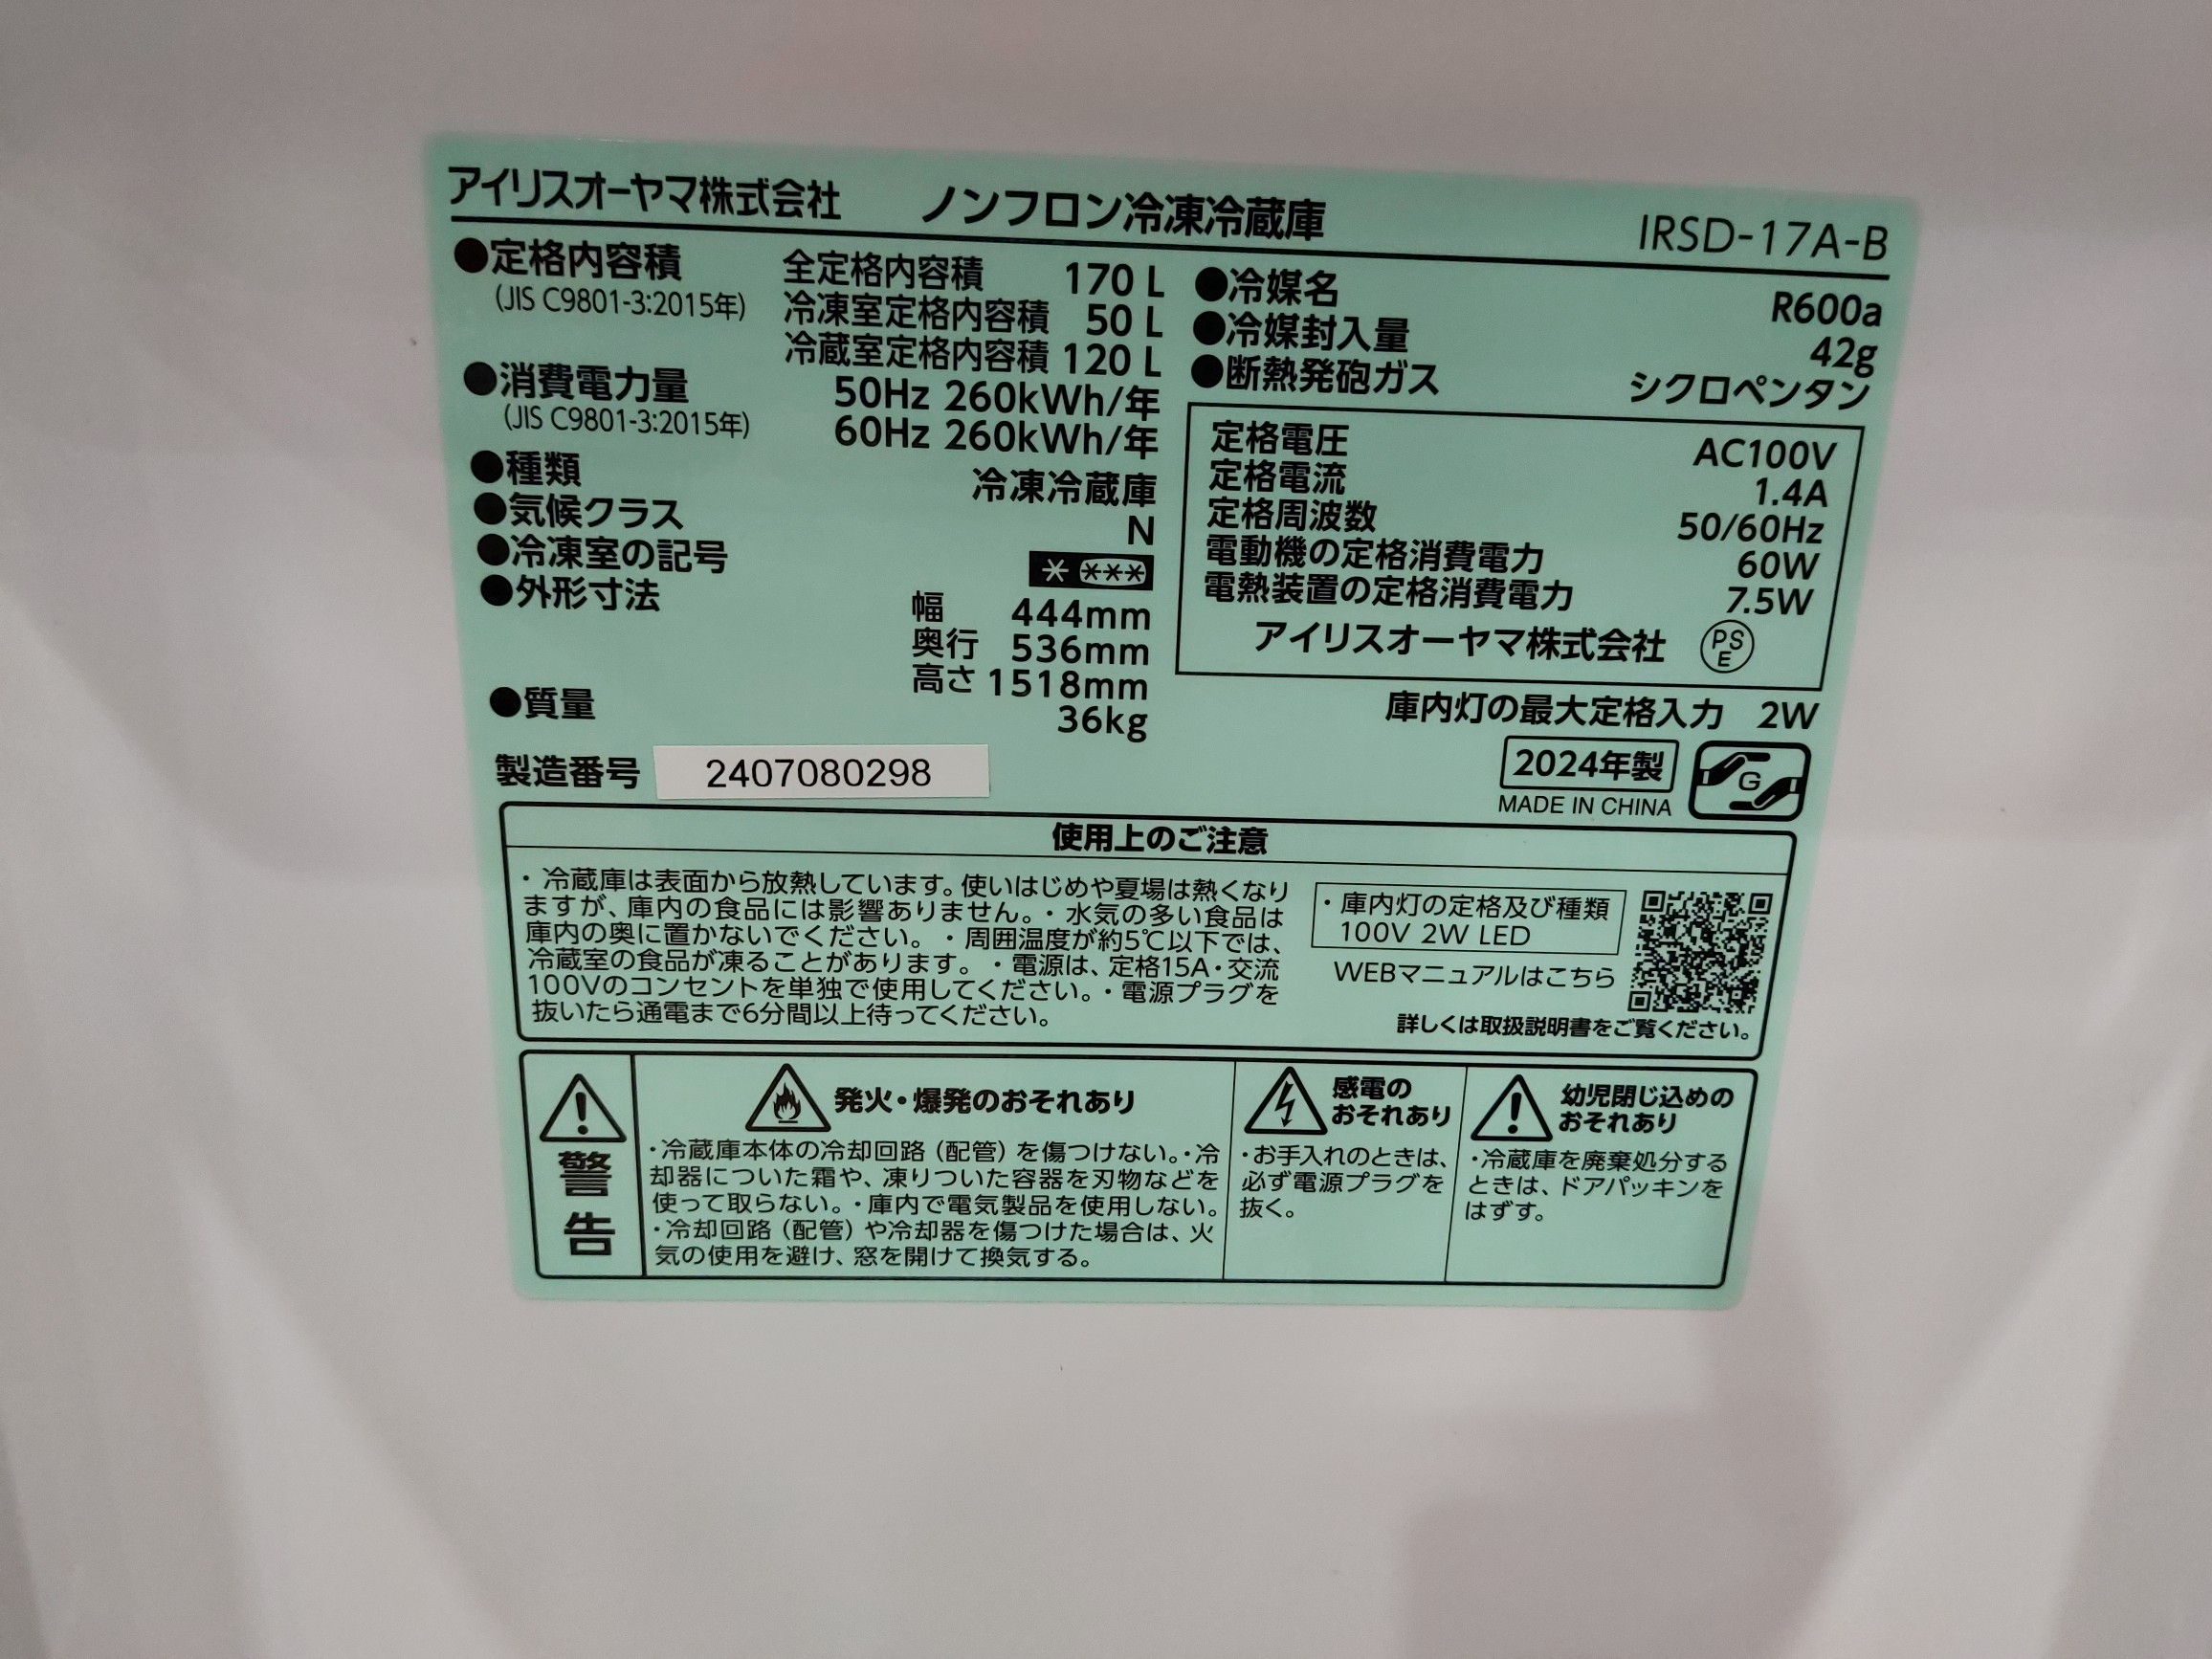 アイリスオーヤマ株式会社 ノンフロン冷凍冷蔵庫 IRSD-17A-B
●定格内容積 全定格内容積 170 L
(JIS C9801-3:2015年) 冷凍室定格内容積 50 L
冷蔵室定格内容積 120 L
●消費電力量 50Hz 260kWh/年
(JIS C9801-3:2015年) 60Hz 260kWh/年
●種類 冷凍冷蔵庫
●気候クラス N
●冷凍室の記号 * ***
●外形寸法 幅 444mm
奥行 536mm
高さ 1518mm
●質量 36kg
製造番号 2407080298
●冷媒名 R600a
●冷媒封入量 42g
●断熱発砲ガス シクロペンタン
定格電圧 AC100V
定格電流 1.4A
定格周波数 50/60Hz
電動機の定格消費電力 60W
電熱装置の定格消費電力 7.5W
アイリスオーヤマ株式会社 PSE
庫内灯の最大定格入力 2W
2024年製
MADE IN CHINA
G
使用上のご注意
・冷蔵庫は表面から放熱しています。使いはじめや夏場は熱くなり
ますが、庫内の食品には影響ありません。・水気の多い食品は
庫内の奥に置かないでください。・周囲温度が約5℃以下では、
冷蔵室の食品が凍ることがあります。・電源は、定格15A・交流
100Vのコンセントを単独で使用してください。・電源プラグを
抜いたら通電まで6分間以上待ってください。
・庫内灯の定格及び種類
100V 2W LED
WEBマニュアルはこちら
詳しくは取扱説明書をご覧ください。
警告
発火・爆発のおそれあり
・冷蔵庫本体の冷却回路（配管）を傷つけない。・冷
却器についた霜や、凍りついた容器を刃物などを
使って取らない。・庫内で電気製品を使用しない。
・冷却回路（配管）や冷却器を傷つけた場合は、火
気の使用を避け、窓を開けて換気する。
感電の
おそれあり
・お手入れのときは、
必ず電源プラグを
抜く。
幼児閉じ込めの
おそれあり
・冷蔵庫を廃棄処分する
ときは、ドアパッキンを
はずす。